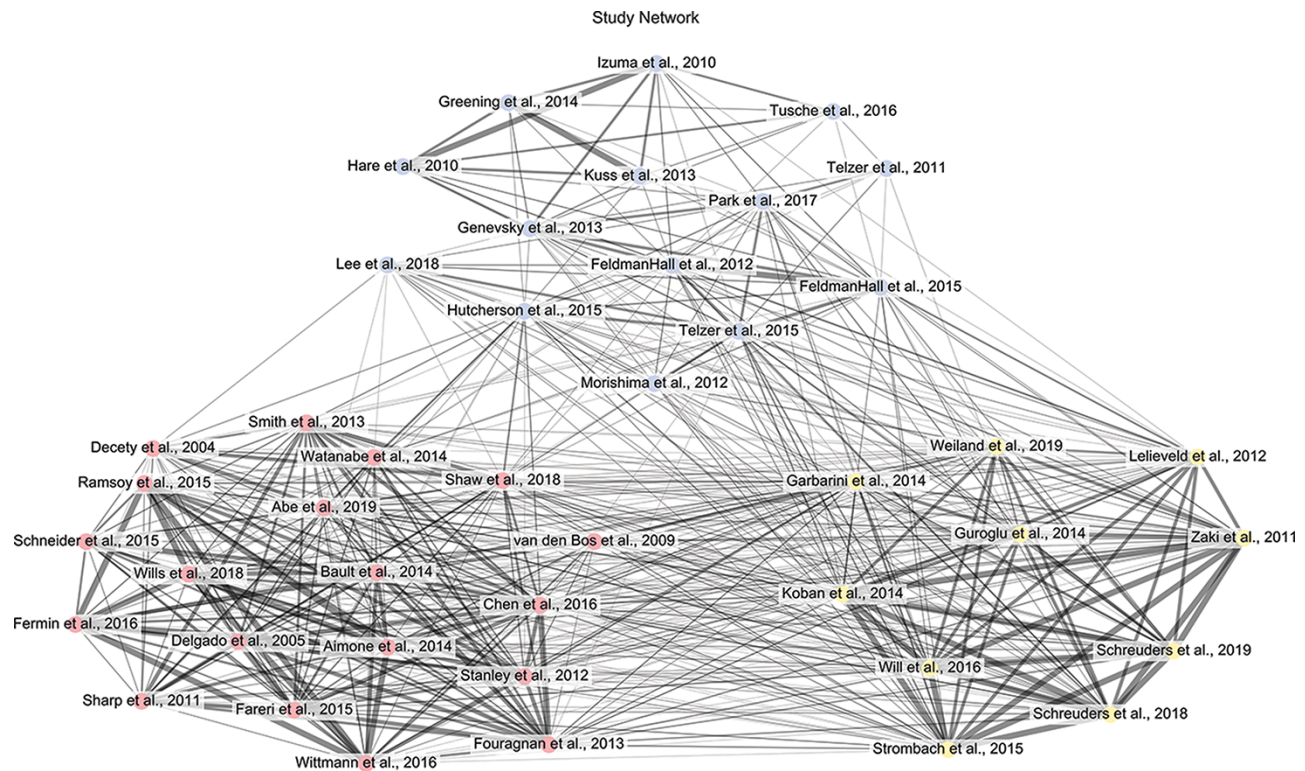 Study Network
Izuma et al., 2010
Greening et al., 2014
Tusche et al., 2016
Hare et al., 2010
Kuss et al., 2013
Telzer et al., 2011
Park et al., 2017
Genevsky et al., 2013
Lee et al., 2018
FeldmanHall et al., 2012
FeldmanHall et al., 2015
Hutcherson et al., 2015
Telzer et al., 2015
Morishima et al., 2012
Smith et al., 2013
Decety et al., 2004
Watanabe et al., 2014
Weiland et al., 2019
Lelieveld et al., 2012
Ramsoy et al., 2015
Shaw et al., 2018
Garbarini et al., 2014
Abe et al., 2019
Schneider et al., 2015
van den Bos et al., 2009
Guroglu et al., 2014
Zaki et al., 2011
Wills et al., 2018
Bault et al., 2014
Chen et al., 2016
Koban et al., 2014
Fermin et al., 2016
Delgado et al., 2005
Aimone et al., 2014
Schreuders et al., 2019
Stanley et al., 2012
Will et al., 2016
Sharp et al., 2011
Fareri et al., 2015
Schreuders et al., 2018
Fouragnan et al., 2013
Strombach et al., 2015
Wittmann et al., 2016